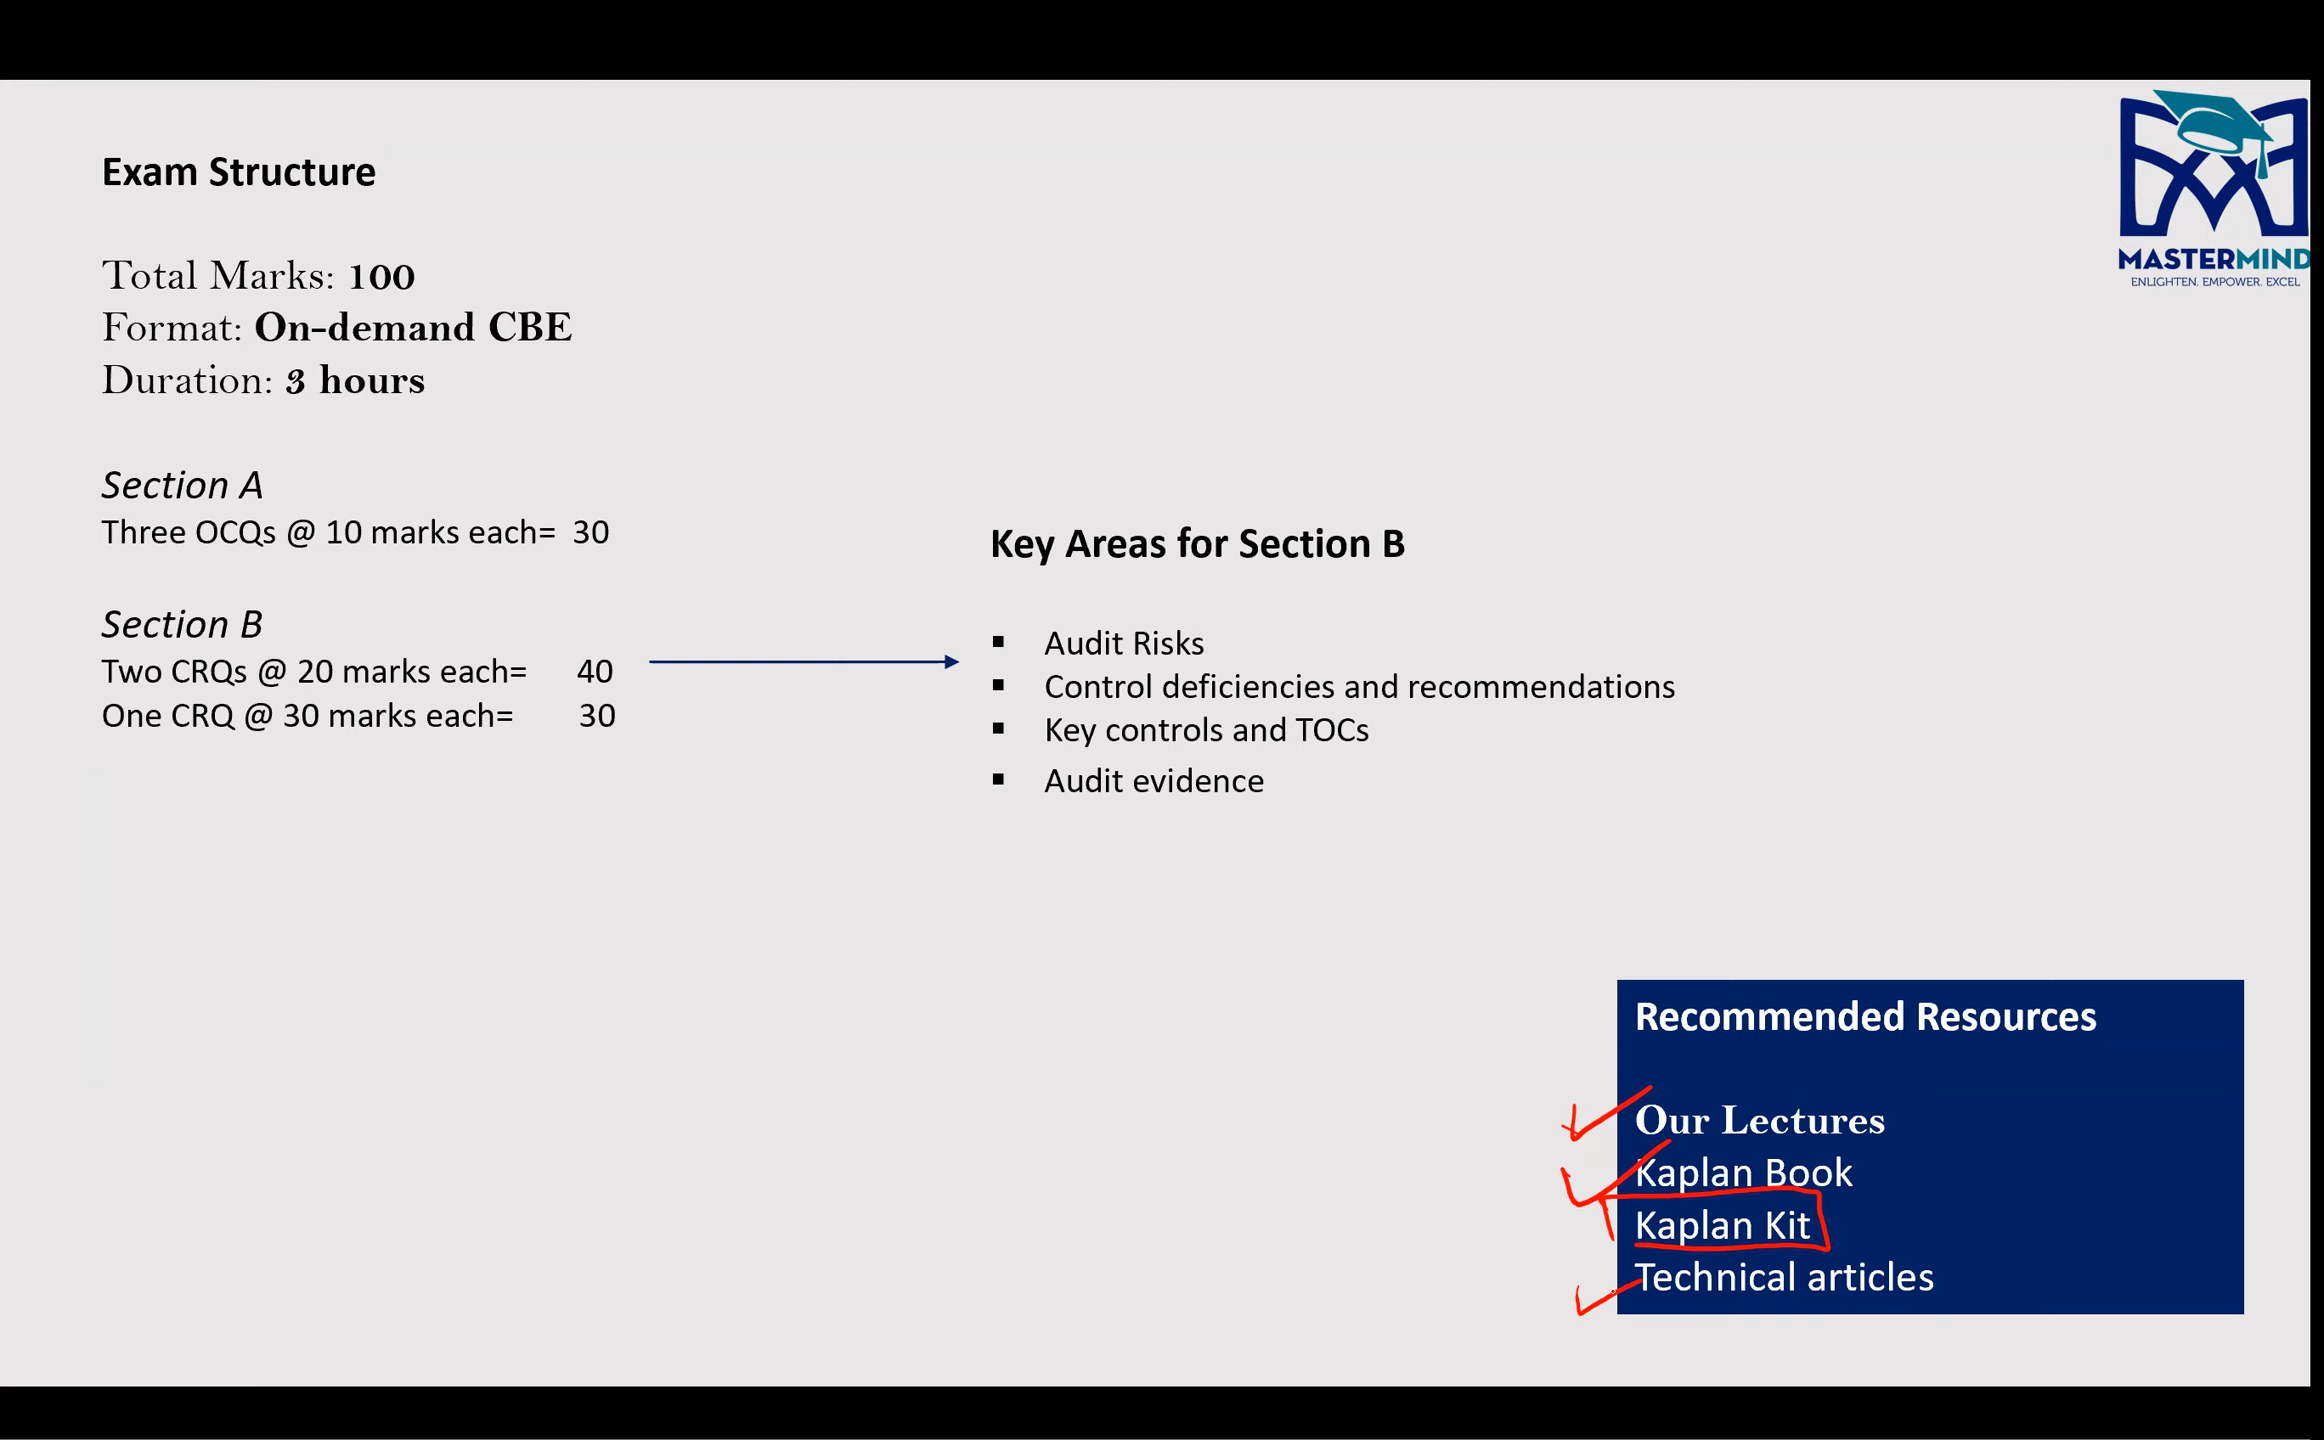 MASTERMIND
ENLIGHTEN. EMPOWER. EXCEL
Exam Structure
Total Marks: 100
Format: On-demand CBE
Duration: 3 hours
Section A
Three OCQs @ 10 marks each= 30
Section B
Two CRQs @ 20 marks each= 40
One CRQ @ 30 marks each= 30
Key Areas for Section B
▪ Audit Risks
▪ Control deficiencies and recommendations
▪ Key controls and TOCs
▪ Audit evidence
Recommended Resources
Our Lectures
Kaplan Book
Kaplan Kit
Technical articles